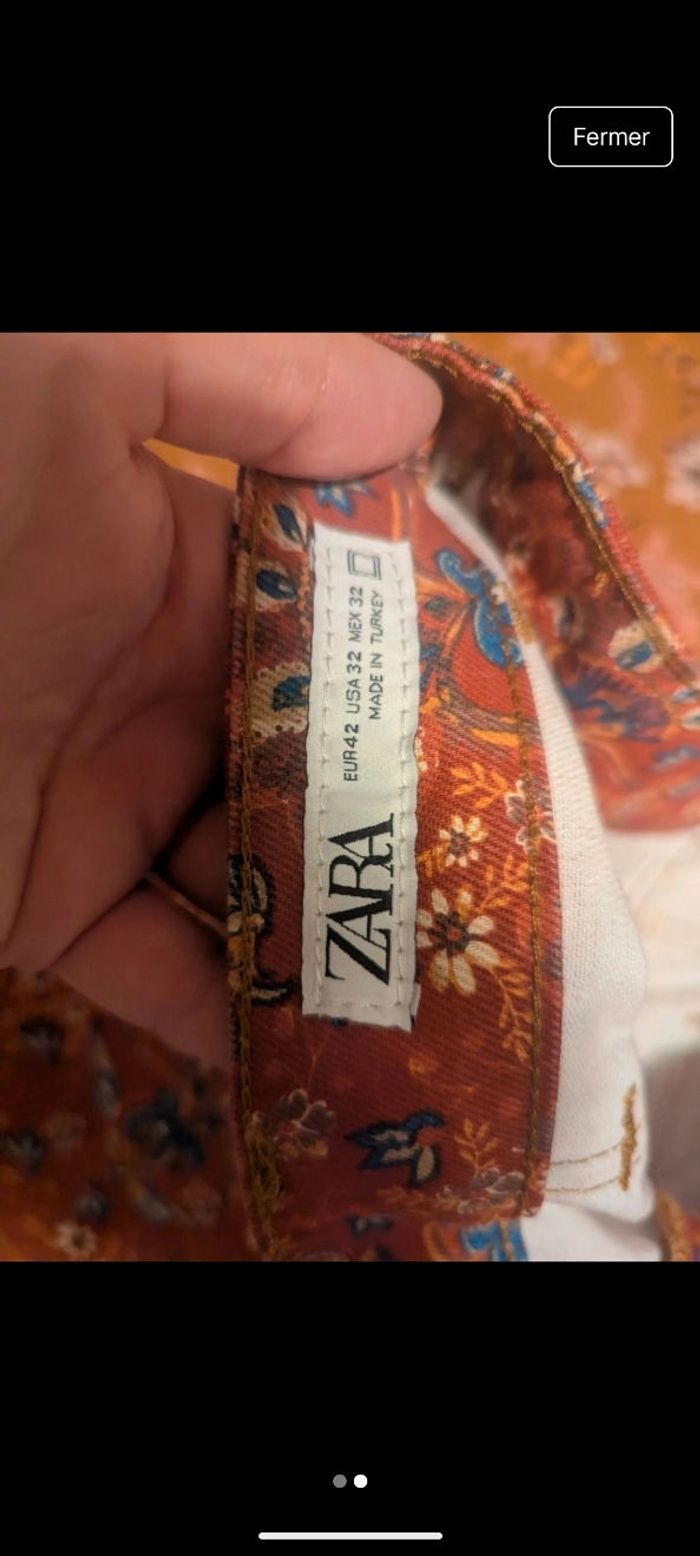 Fermer
ZARA
EUR42 USA 32 MEX 32
MADE IN TURKEY